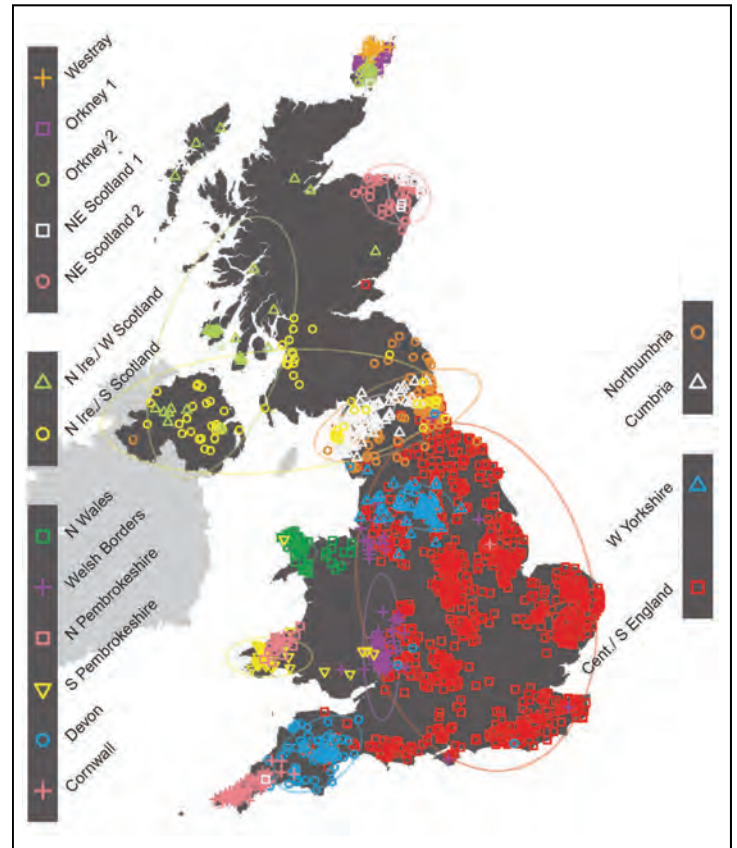 Westray
Orkney 1
Orkney 2
NE Scotland 1
NE Scotland 2
N Ire./ W Scotland
N Ire./ S Scotland
N Wales
Welsh Borders
N Pembrokeshire
S Pembrokeshire
Devon
Cornwall
Northumbria
Cumbria
W Yorkshire
Cent./ S England